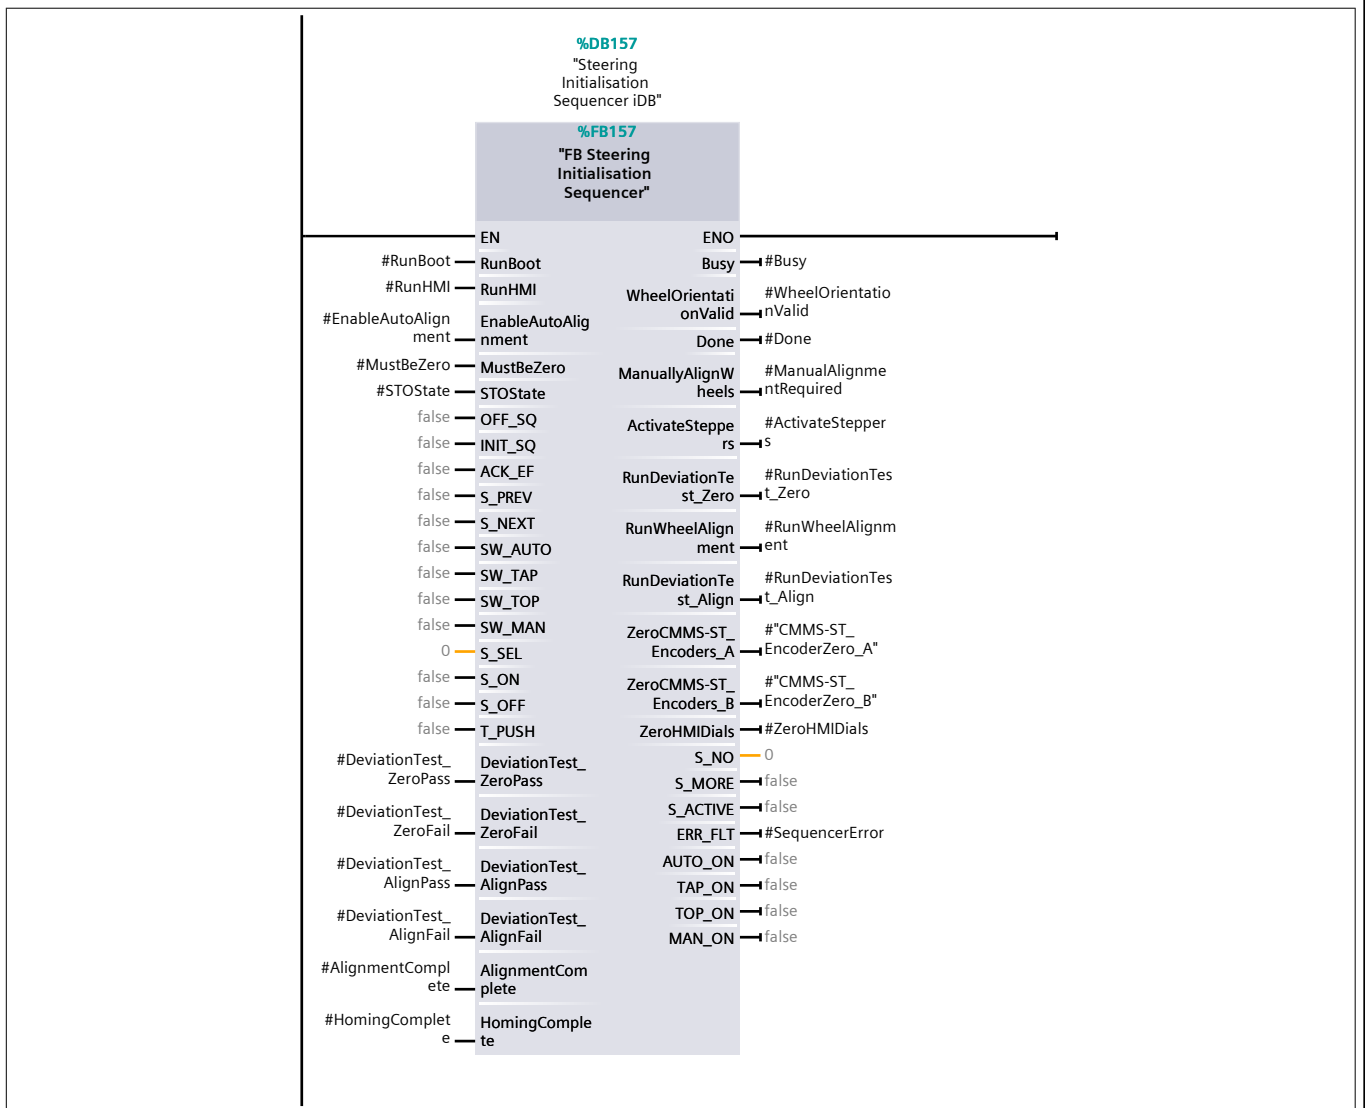 %DB157
"Steering
Initialisation
Sequencer iDB"
%FB157
"FB Steering
Initialisation
Sequencer"
EN
ENO
#RunBoot
RunBoot
Busy
#Busy
#RunHMI
RunHMI
WheelOrientati
onValid
#WheelOrientatio
nValid
#EnableAutoAlign
ment
EnableAutoAlig
nment
Done
#Done
#MustBeZero
MustBeZero
ManuallyAlignW
heels
#ManualAlignme
ntRequired
#STOState
STOState
false
OFF_SQ
ActivateSteppe
rs
#ActivateStepper
s
false
INIT_SQ
false
ACK_EF
RunDeviationTe
st_Zero
#RunDeviationTes
t_Zero
false
S_PREV
false
S_NEXT
RunWheelAlign
ment
#RunWheelAlignm
ent
false
SW_AUTO
false
SW_TAP
RunDeviationTe
st_Align
#RunDeviationTes
t_Align
false
SW_TOP
false
SW_MAN
ZeroCMMS-ST_
Encoders_A
#"CMMS-ST_
EncoderZero_A"
0
S_SEL
false
S_ON
ZeroCMMS-ST_
Encoders_B
#"CMMS-ST_
EncoderZero_B"
false
S_OFF
false
T_PUSH
ZeroHMIDials
#ZeroHMIDials
#DeviationTest_
ZeroPass
DeviationTest_
ZeroPass
S_NO
0
S_MORE
false
#DeviationTest_
ZeroFail
DeviationTest_
ZeroFail
S_ACTIVE
false
ERR_FLT
#SequencerError
#DeviationTest_
AlignPass
DeviationTest_
AlignPass
AUTO_ON
false
TAP_ON
false
#DeviationTest_
AlignFail
DeviationTest_
AlignFail
TOP_ON
false
MAN_ON
false
#AlignmentCompl
ete
AlignmentCom
plete
#HomingComplet
e
HomingComple
te